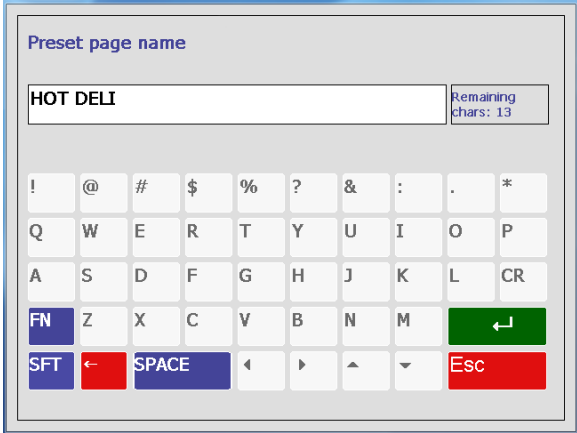 Preset page name
HOT DELI
Remaining
chars: 13
! @ # $ % ? & : . *
Q W E R T Y U I O P
A S D F G H J K L CR
FN Z X C V B N M ↵
SFT ← SPACE ◂ ▸ ▴ ▾ Esc